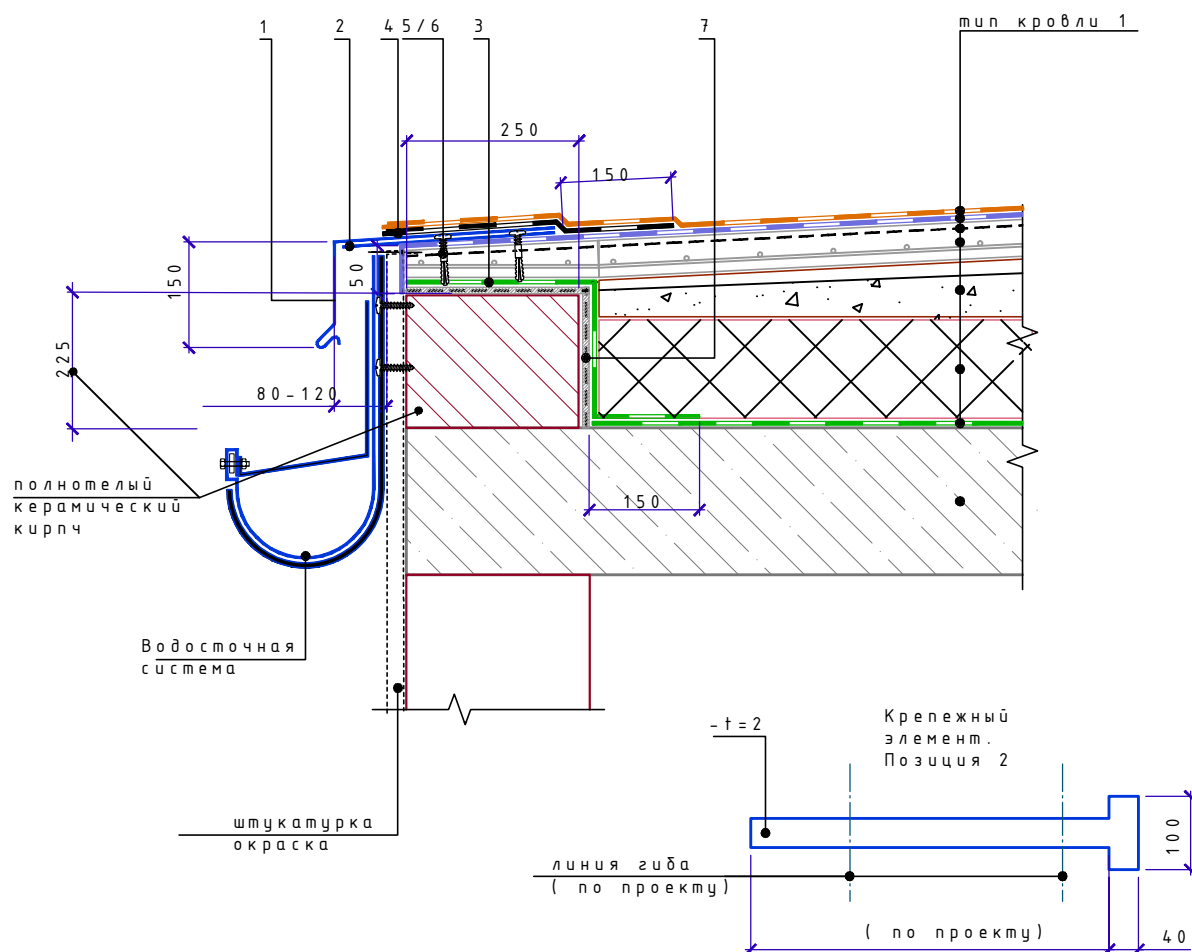 1
2
4
5/6
3
7
тип кровли 1
250
150
150
50
225
80-120
полнотелый
керамический
кирпч
150
Водосточная
система
штукатурка
окраска
Крепежный
элемент.
Позиция 2
-t=2
100
линия гиба
( по проекту)
( по проекту)
40